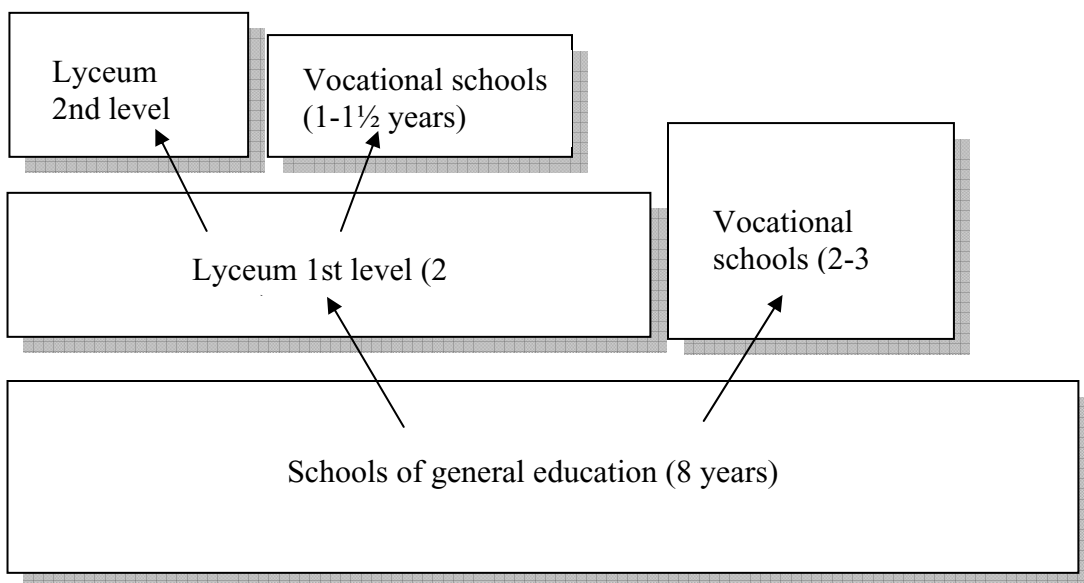 Lyceum
2nd level
Vocational schools
(1-1½ years)
Vocational
schools (2-3
Lyceum 1st level (2
Schools of general education (8 years)